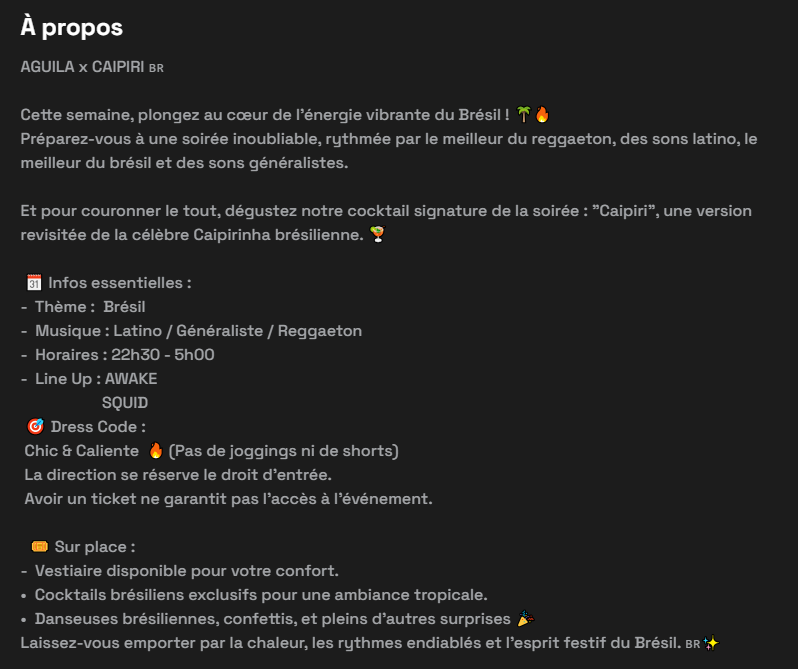 À propos
AGUILA x CAIPIRI BR
Cette semaine, plongez au cœur de l'énergie vibrante du Brésil ! 🌴🔥
Préparez-vous à une soirée inoubliable, rythmée par le meilleur du reggaeton, des sons latino, le
meilleur du brésil et des sons généralistes.
Et pour couronner le tout, dégustez notre cocktail signature de la soirée : "Caipiri", une version
revisitée de la célèbre Caipirinha brésilienne. 🍹
📅 Infos essentielles :
- Thème : Brésil
- Musique : Latino / Généraliste / Reggaeton
- Horaires : 22h30 - 5h00
- Line Up : AWAKE
SQUID
🎯 Dress Code :
Chic & Caliente 🔥 (Pas de joggings ni de shorts)
La direction se réserve le droit d'entrée.
Avoir un ticket ne garantit pas l'accès à l'événement.
🎟 Sur place :
- Vestiaire disponible pour votre confort.
• Cocktails brésiliens exclusifs pour une ambiance tropicale.
• Danseuses brésiliennes, confettis, et pleins d'autres surprises 🎉
Laissez-vous emporter par la chaleur, les rythmes endiablés et l'esprit festif du Brésil. BR✨